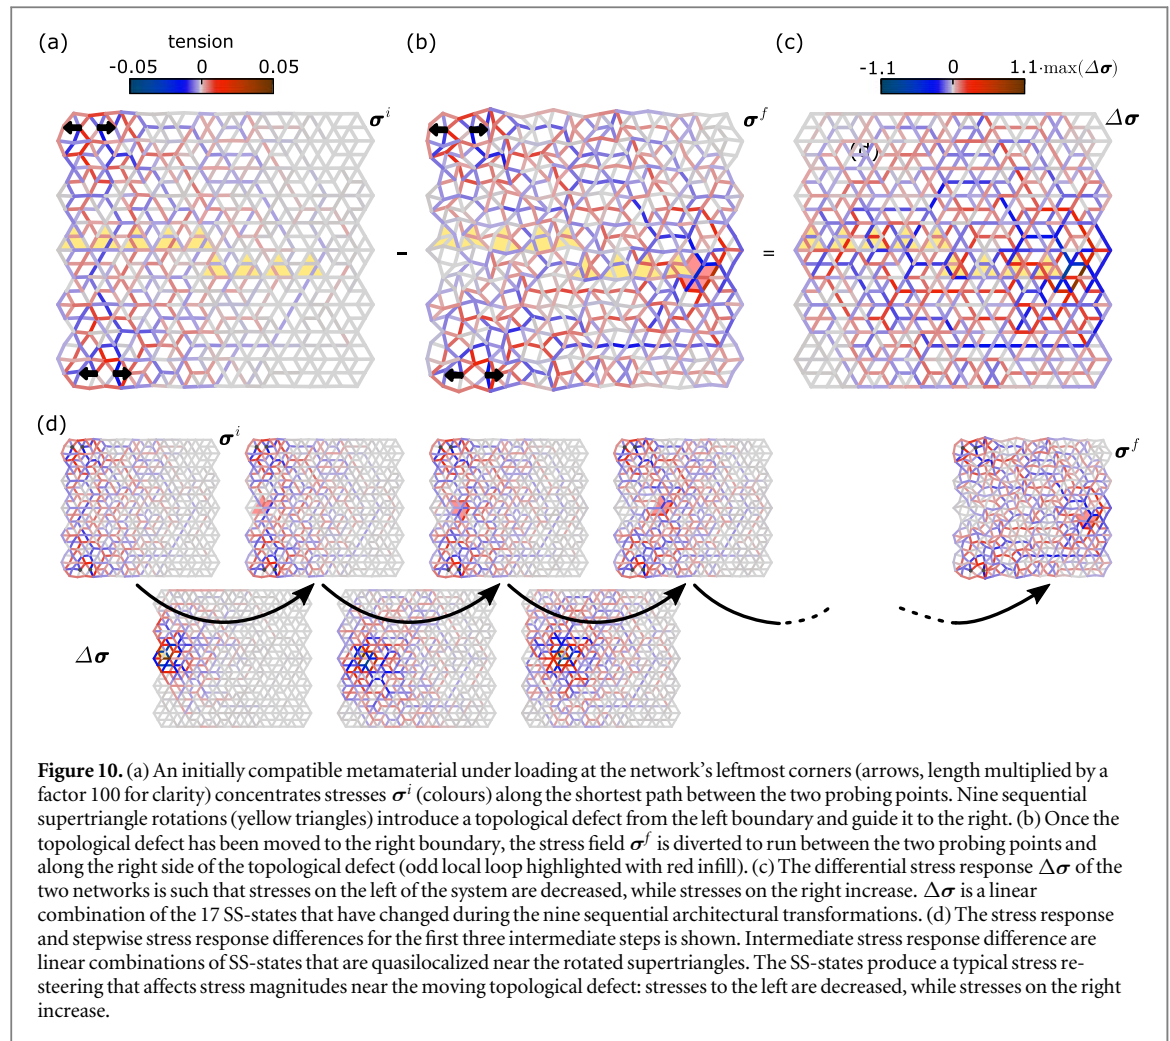 (a)
(b)
(c)
tension
-0.05 0 0.05
-1.1 0 1.1·max(Δσ)
σⁱ
σᶠ
Δσ
(d)
-
=
(d)
σⁱ
σᶠ
Δσ
Figure 10. (a) An initially compatible metamaterial under loading at the network's leftmost corners (arrows, length multiplied by a
factor 100 for clarity) concentrates stresses σⁱ (colours) along the shortest path between the two probing points. Nine sequential
supertriangle rotations (yellow triangles) introduce a topological defect from the left boundary and guide it to the right. (b) Once the
topological defect has been moved to the right boundary, the stress field σᶠ is diverted to run between the two probing points and
along the right side of the topological defect (odd local loop highlighted with red infill). (c) The differential stress response Δσ of the
two networks is such that stresses on the left of the system are decreased, while stresses on the right increase. Δσ is a linear
combination of the 17 SS-states that have changed during the nine sequential architectural transformations. (d) The stress response
and stepwise stress response differences for the first three intermediate steps is shown. Intermediate stress response difference are
linear combinations of SS-states that are quasilocalized near the rotated supertriangles. The SS-states produce a typical stress re-
steering that affects stress magnitudes near the moving topological defect: stresses to the left are decreased, while stresses on the right
increase.